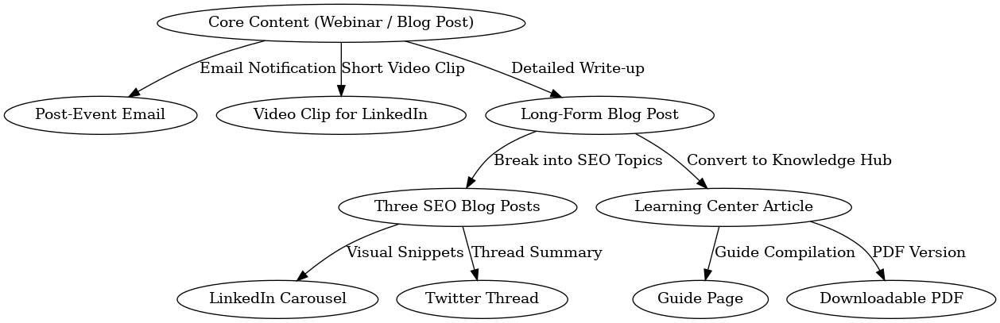 Core Content (Webinar / Blog Post)
Email Notification
Short Video Clip
Detailed Write-up
Post-Event Email
Video Clip for LinkedIn
Long-Form Blog Post
Break into SEO Topics
Convert to Knowledge Hub
Three SEO Blog Posts
Learning Center Article
Visual Snippets
Thread Summary
Guide Compilation
PDF Version
LinkedIn Carousel
Twitter Thread
Guide Page
Downloadable PDF